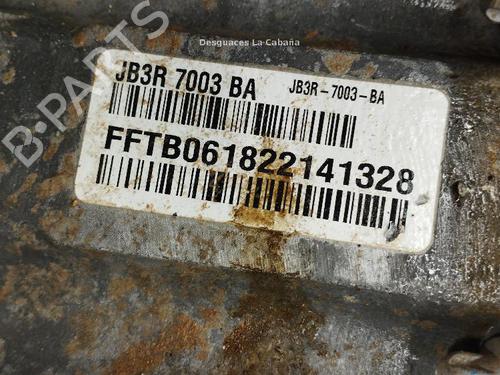 Desguaces La Cabaña
JB3R 7003 BA
JB3R-7003-BA
FFTB061822141328
B-PARTS